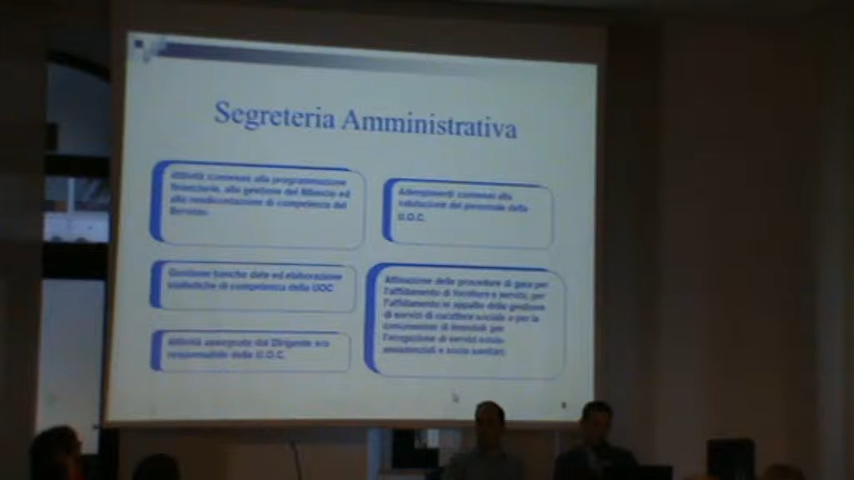 Segreteria Amministrativa
Attività connesse alla programmazione
finanziaria, alla gestione del Bilancio ed
alla rendicontazione di competenza del
Servizio.
Adempimenti connessi alla
valutazione del personale della
U.O.C.
Gestione banche date ed elaborazione
statistiche di competenza della UOC
Attivazione delle procedure di gara per
l'affidamento di forniture e servizi, per
l'affidamento in appalto della gestione
di servizi di carattere sociale e per la
di immobili per
l'erogazione di servizi socio-
assistenziali e socio sanitari.
Attività assegnate dal Dirigente
responsabile della U.O.C.